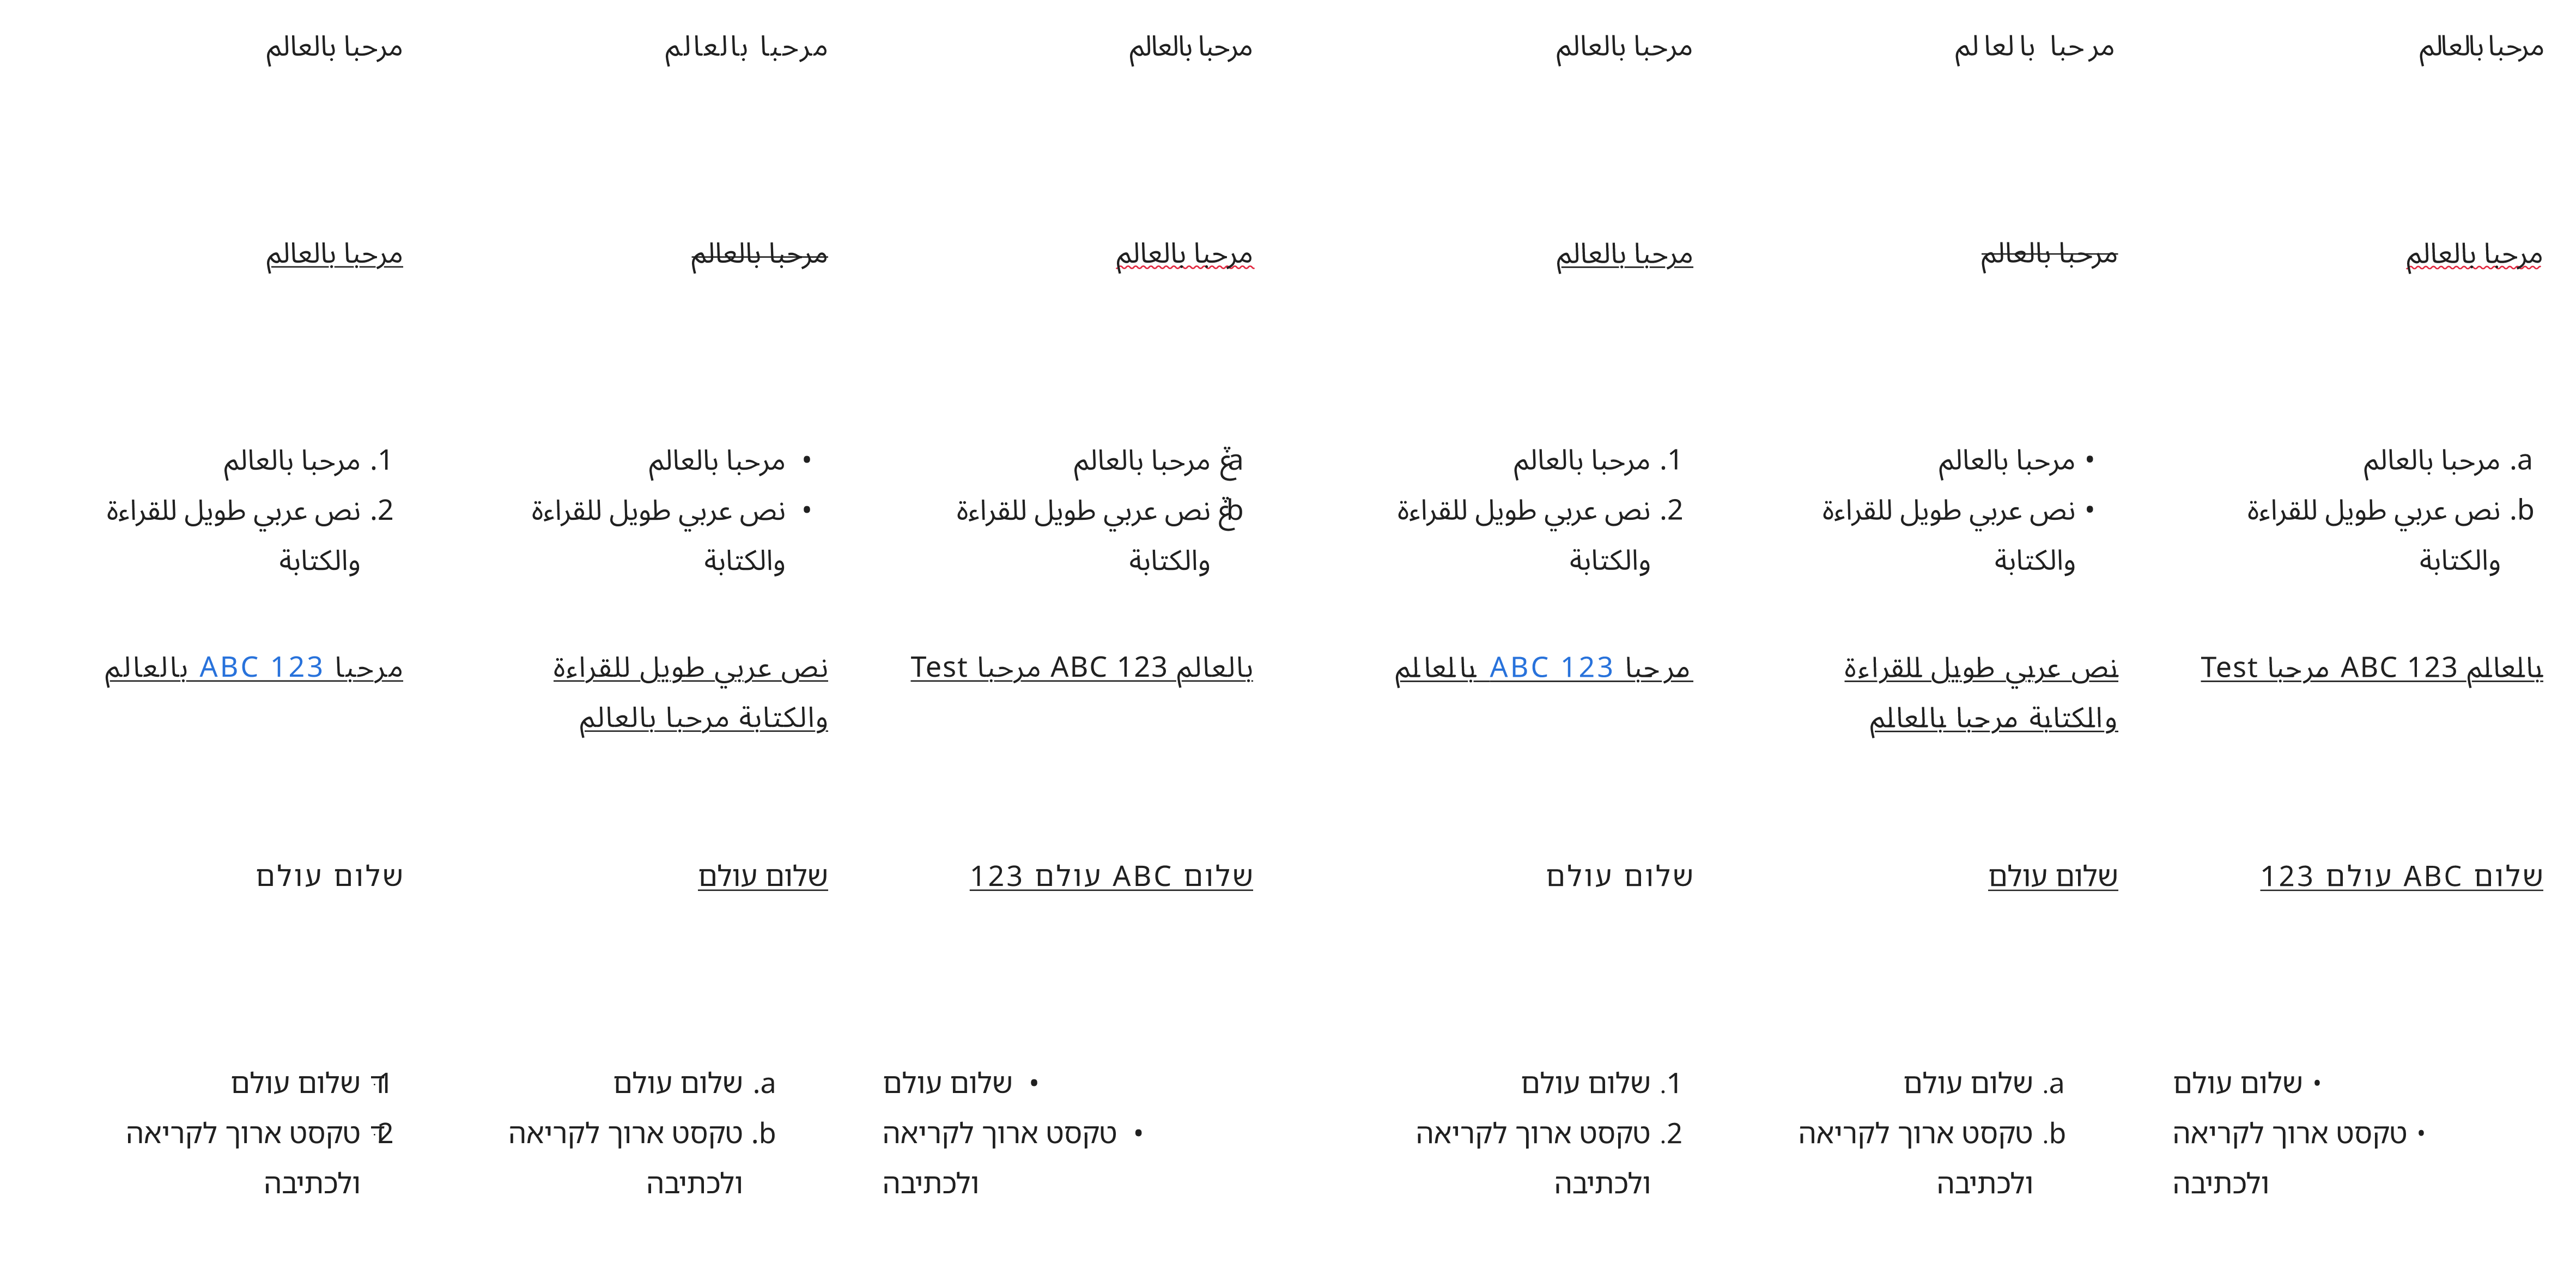 مرحبا بالعالم
مرحبا بالعالم
مرحبا بالعالم
مرحبا بالعالم
مرحبا بالعالم
مرحبا بالعالم
مرحبا بالعالم
مرحبا بالعالم
مرحبا بالعالم
مرحبا بالعالم
مرحبا بالعالم
مرحبا بالعالم
1. مرحبا بالعالم
2. نص عربي طويل للقراءة
والكتابة
• مرحبا بالعالم
• نص عربي طويل للقراءة
والكتابة
a مرحبا بالعالم
b نص عربي طويل للقراءة
والكتابة
1. مرحبا بالعالم
2. نص عربي طويل للقراءة
والكتابة
• مرحبا بالعالم
• نص عربي طويل للقراءة
والكتابة
a. مرحبا بالعالم
b. نص عربي طويل للقراءة
والكتابة
مرحبا ABC 123 بالعالم
نص عربي طويل للقراءة
والكتابة مرحبا بالعالم
بالعالم ABC 123 مرحبا Test
مرحبا ABC 123 بالعالم
نص عربي طويل للقراءة
والكتابة مرحبا بالعالم
بالعالم ABC 123 مرحبا Test
שלום עולם
שלום עולם
שלום ABC עולם 123
שלום עולם
שלום עולם
שלום ABC עולם 123
1 שלום עולם
2 טקסט ארוך לקריאה
ולכתיבה
a. שלום עולם
b. טקסט ארוך לקריאה
ולכתיבה
• שלום עולם
• טקסט ארוך לקריאה
ולכתיבה
1. שלום עולם
2. טקסט ארוך לקריאה
ולכתיבה
a. שלום עולם
b. טקסט ארוך לקריאה
ולכתיבה
• שלום עולם
• טקסט ארוך לקריאה
ולכתיבה